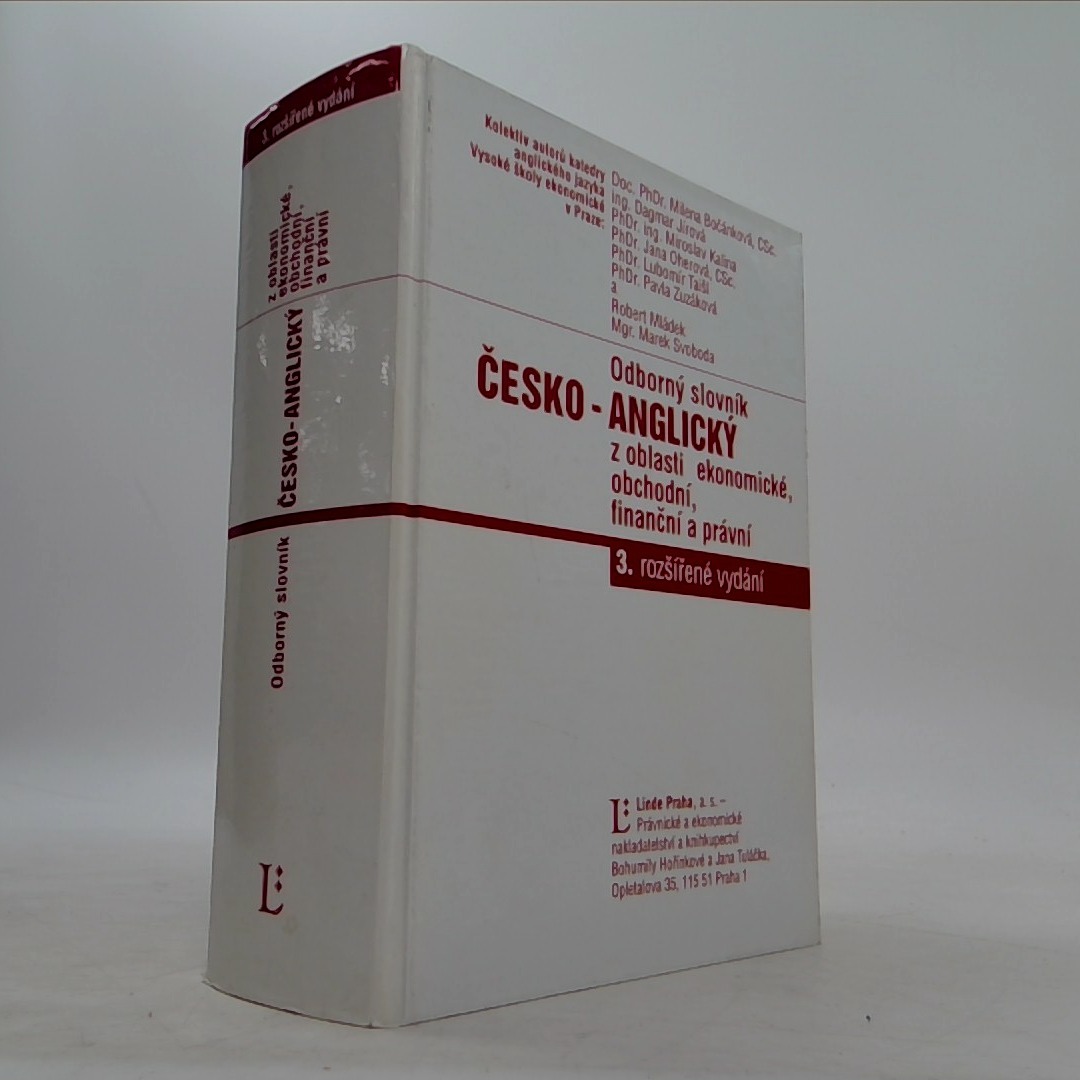 3. rozšířené vydání
z oblasti
ekonomické,
obchodní,
finanční
a právní
ČESKO-ANGLICKÝ
Odborný slovník
L
Kolektiv autorů katedry
anglického jazyka
Vysoké školy ekonomické
v Praze:
Doc. PhDr. Milena Bočánková, CSc.
Ing. Dagmar Jírová
PhDr. Ing. Miroslav Kalina
PhDr. Jana Oherová, CSc.
PhDr. Lubomír Taišl
PhDr. Pavla Zuzáková
a
Robert Mládek
Mgr. Marek Svoboda
Odborný slovník
ČESKO - ANGLICKÝ
z oblasti ekonomické,
obchodní,
finanční a právní
3. rozšířené vydání
L Linde Praha, a. s. –
Právnické a ekonomické
nakladatelství a knihkupectví
Bohumily Hořínkové a Jana Tuláčka,
Opletalova 35, 115 51 Praha 1